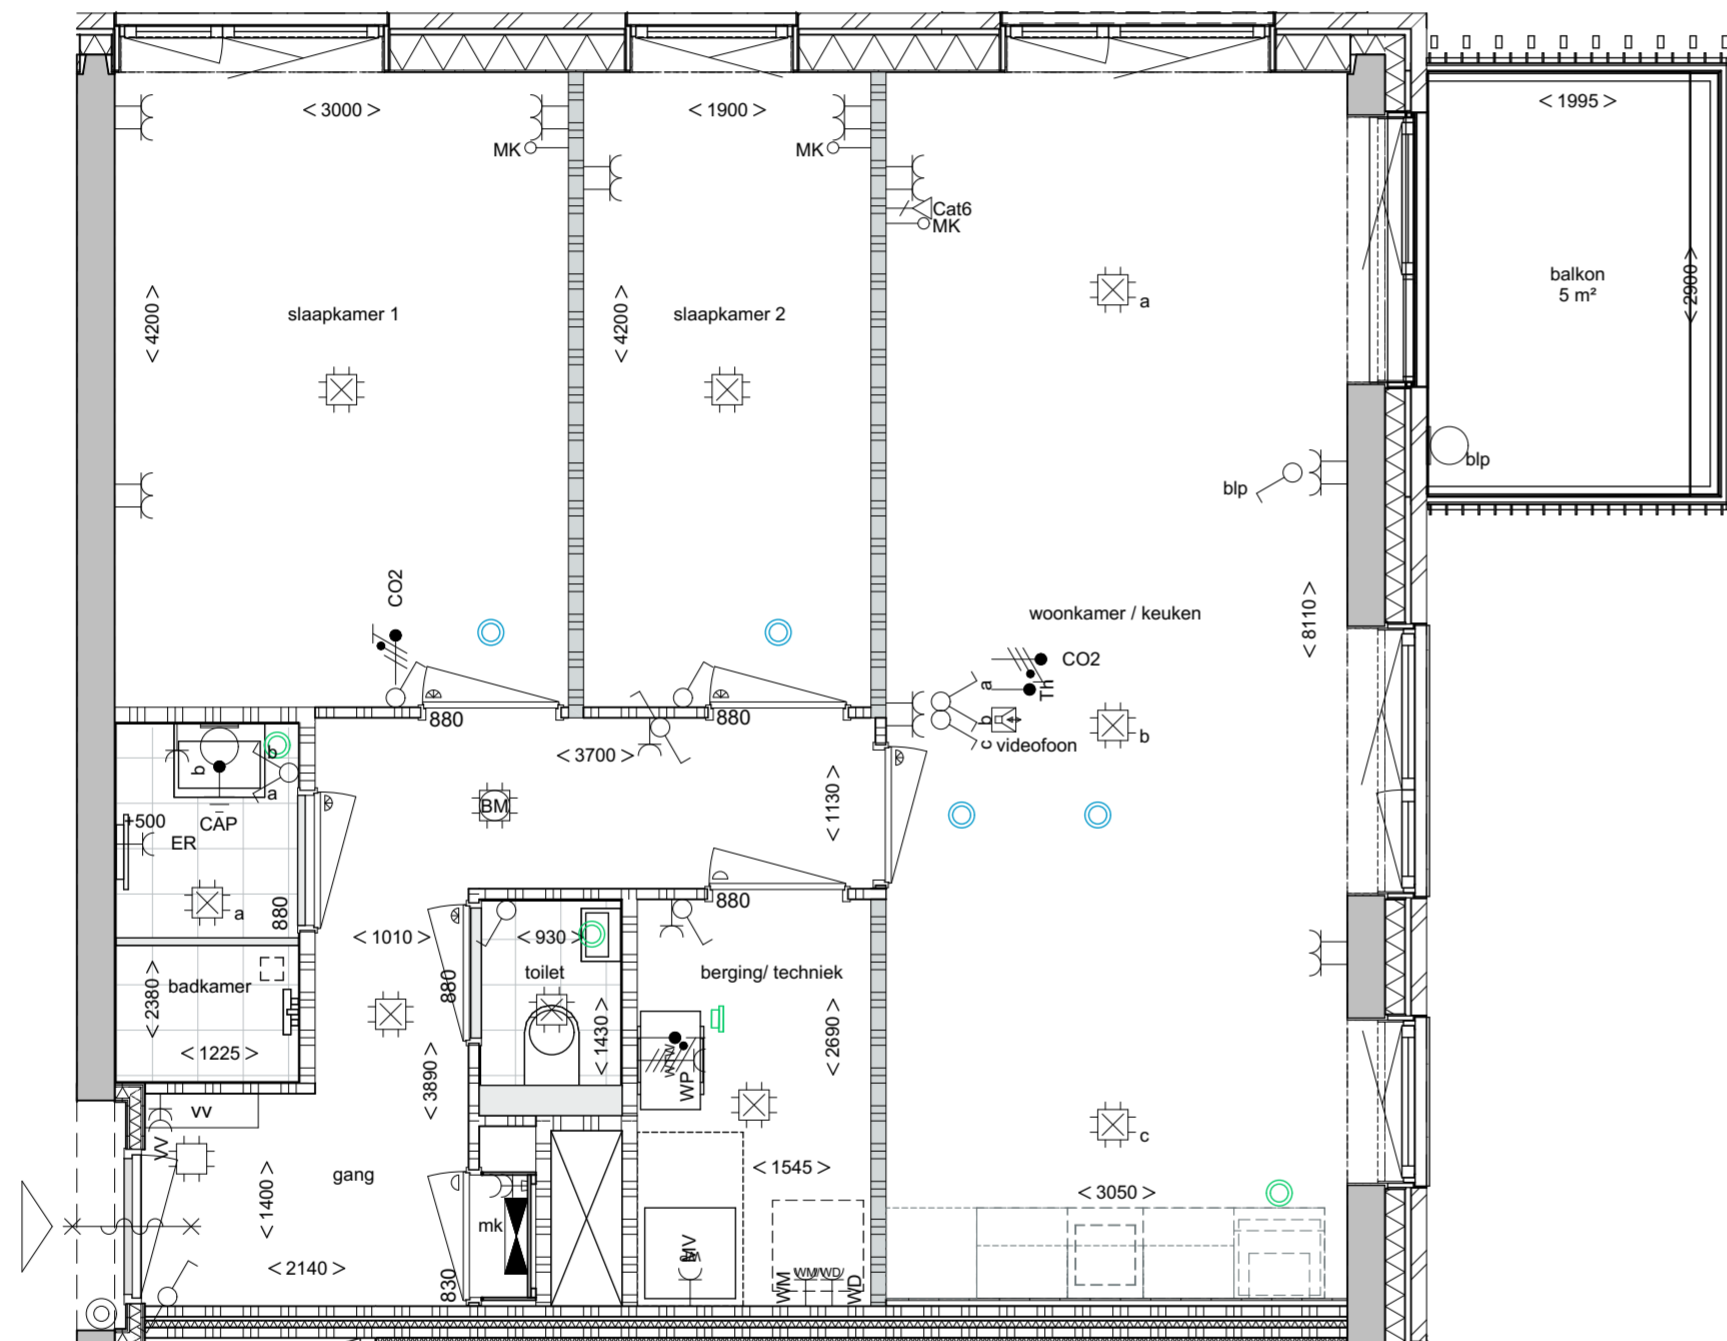 < 3000 >
< 1900 >
< 1995 >
MK
MK
Cat6
MK
balkon
5 m²
< 2900 >
a
slaapkamer 1
slaapkamer 2
< 4200 >
< 4200 >
blp
blp
CO2
woonkamer / keuken
< 8110 >
CO2
Th
a
b
c
videofoon
b
880
880
< 3700 >
b
b
a
BM
< 1130 >
+500
CAP
ER
a
880
880
< 1010 >
< 930 >
toilet
berging/ techniek
880
badkamer
< 2380 >
< 1225 >
< 1430 >
< 2690 >
WTW
WP
< 3890 >
vv
VV
c
< 1545 >
gang
< 1400 >
< 3050 >
mk
< 2140 >
830
MV
WM
WM/WD/
WD